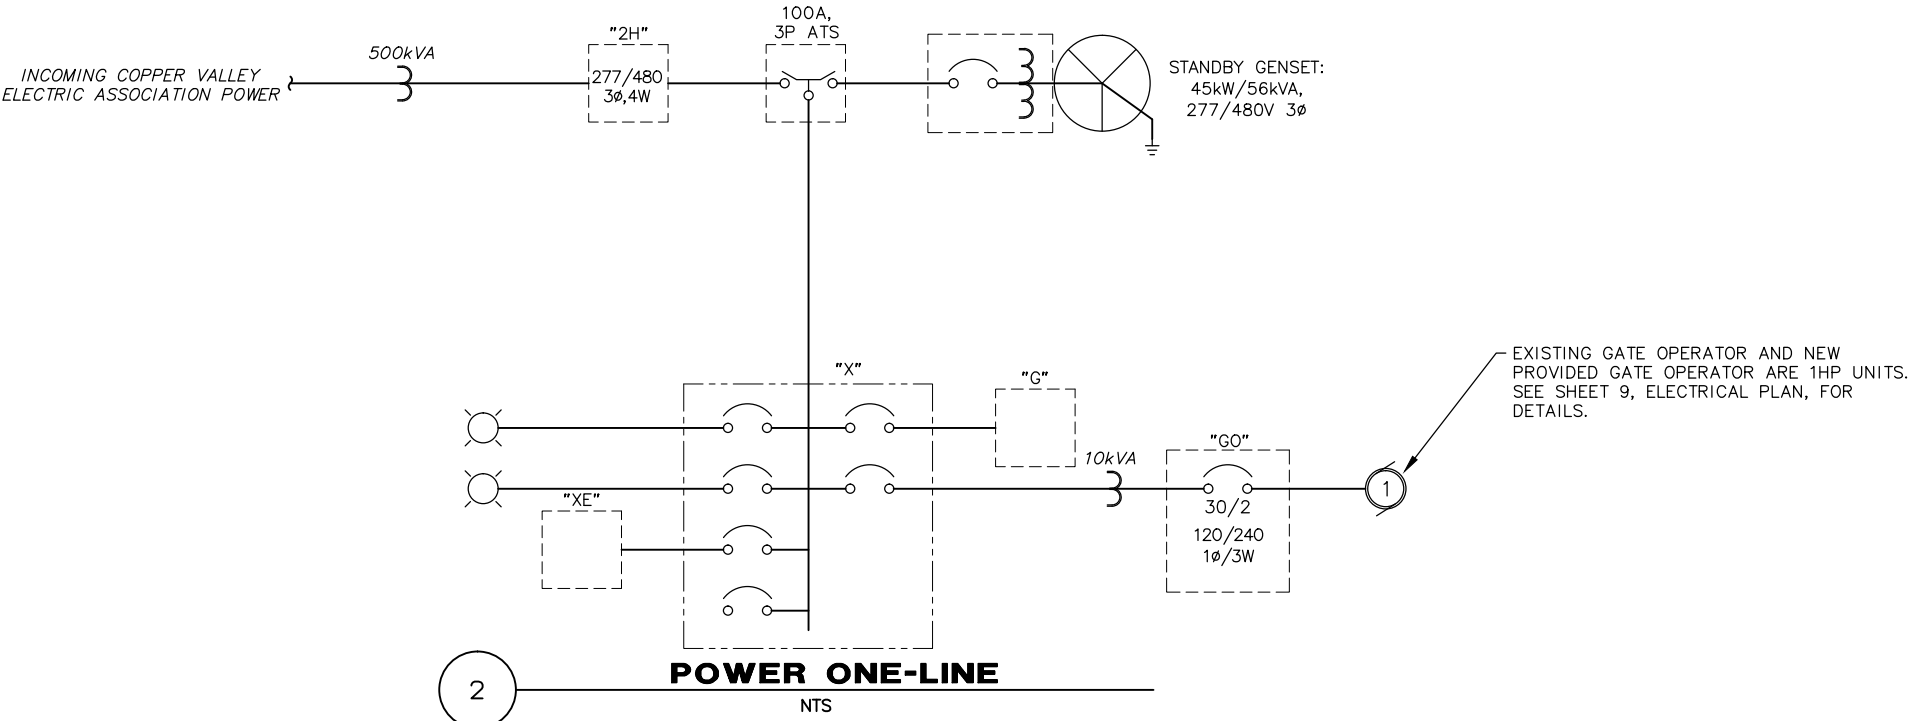 100A,
3P ATS
"2H"
500kVA
INCOMING COPPER VALLEY
ELECTRIC ASSOCIATION POWER
277/480
3ø,4W
STANDBY GENSET:
45kW/56kVA,
277/480V 3ø
EXISTING GATE OPERATOR AND NEW
PROVIDED GATE OPERATOR ARE 1HP UNITS.
SEE SHEET 9, ELECTRICAL PLAN, FOR
DETAILS.
"X"
"G"
"GO"
10kVA
1
"XE"
30/2
120/240
1ø/3W
POWER ONE-LINE
2
NTS